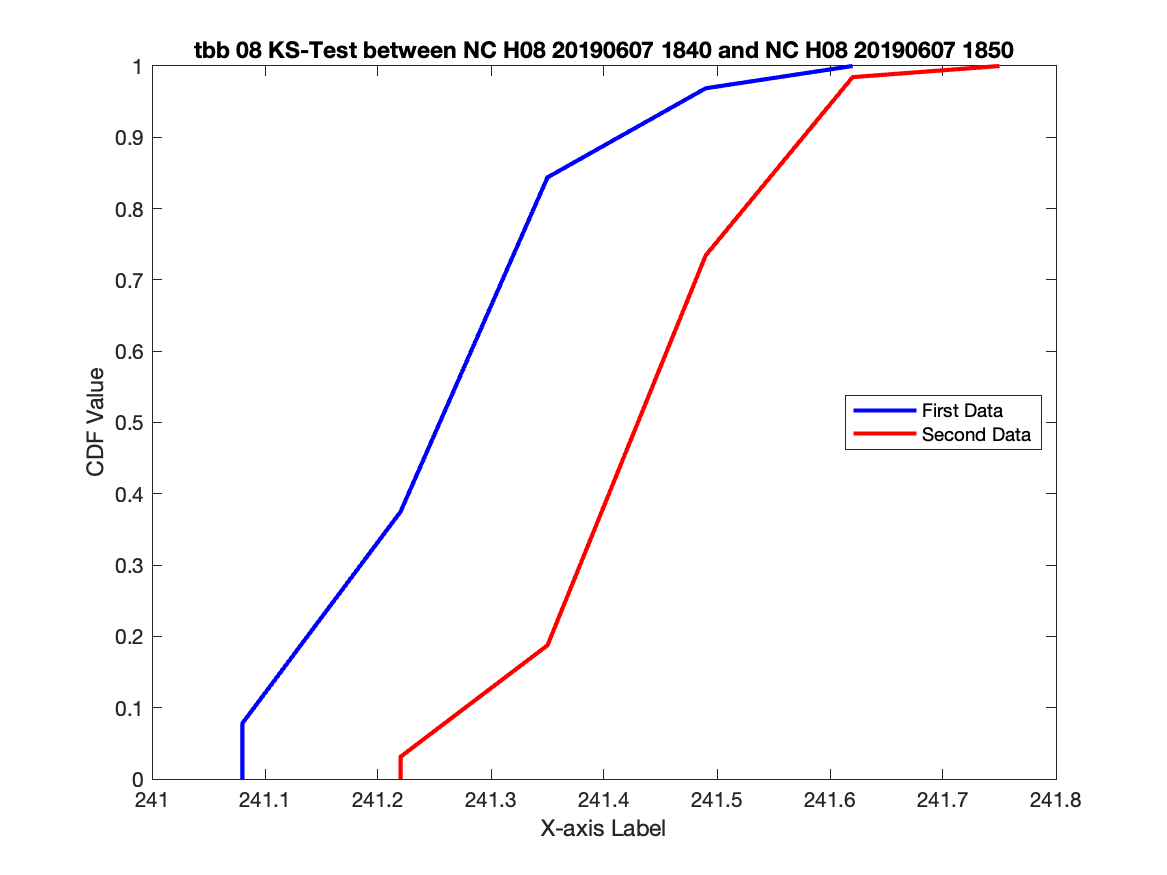 tbb 08 KS-Test between NC H08 20190607 1840 and NC H08 20190607 1850
1
0.9
0.8
0.7
0.6
0.5
0.4
0.3
0.2
0.1
0
CDF Value
First Data
Second Data
241 241.1 241.2 241.3 241.4 241.5 241.6 241.7 241.8
X-axis Label